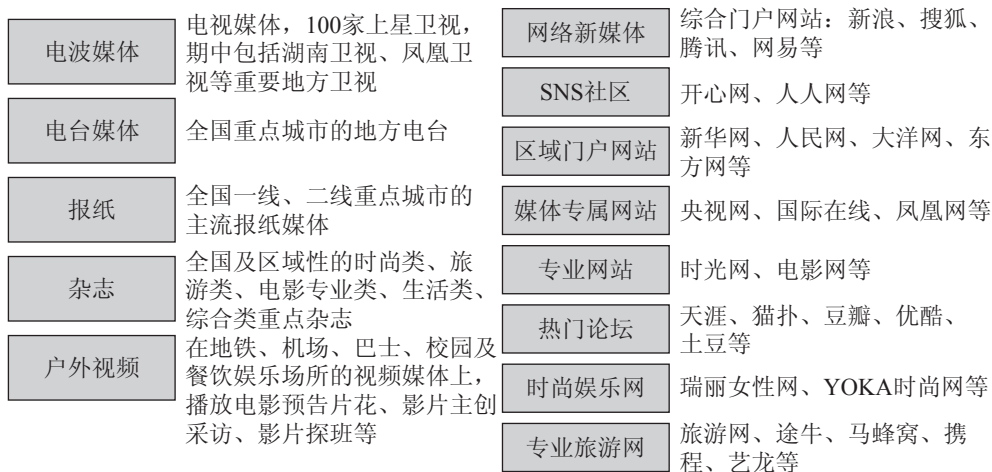 电波媒体
电视媒体，100家上星卫视，
期中包括湖南卫视、凤凰卫
视等重要地方卫视
电台媒体
全国重点城市的地方电台
报纸
全国一线、二线重点城市的
主流报纸媒体
杂志
全国及区域性的时尚类、旅
游类、电影专业类、生活类、
综合类重点杂志
户外视频
在地铁、机场、巴士、校园及
餐饮娱乐场所的视频媒体上，
播放电影预告片花、影片主创
采访、影片探班等
网络新媒体
综合门户网站：新浪、搜狐、
腾讯、网易等
SNS社区
开心网、人人网等
区域门户网站
新华网、人民网、大洋网、东
方网等
媒体专属网站
央视网、国际在线、凤凰网等
专业网站
时光网、电影网等
热门论坛
天涯、猫扑、豆瓣、优酷、
土豆等
时尚娱乐网
瑞丽女性网、YOKA时尚网等
专业旅游网
旅游网、途牛、马蜂窝、携
程、艺龙等